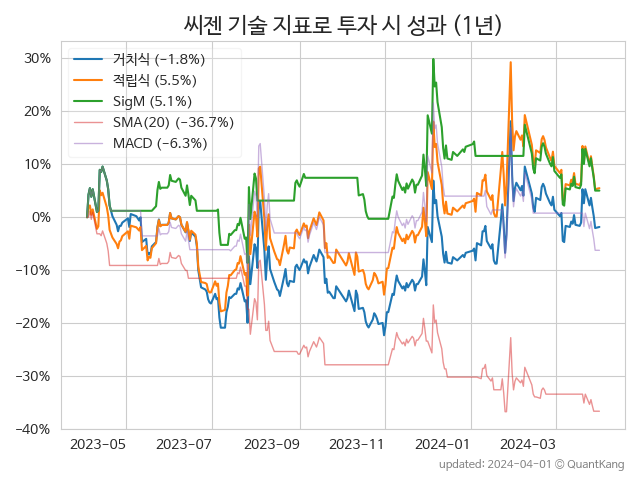 씨젠 기술 지표로 투자 시 성과 (1년)
30%
20%
10%
0%
−10%
−20%
−30%
−40%
거치식 (−1.8%)
적립식 (5.5%)
SigM (5.1%)
SMA(20) (−36.7%)
MACD (−6.3%)
2023-05
2023-07
2023-09
2023-11
2024-01
2024-03
updated: 2024-04-01 © QuantKang